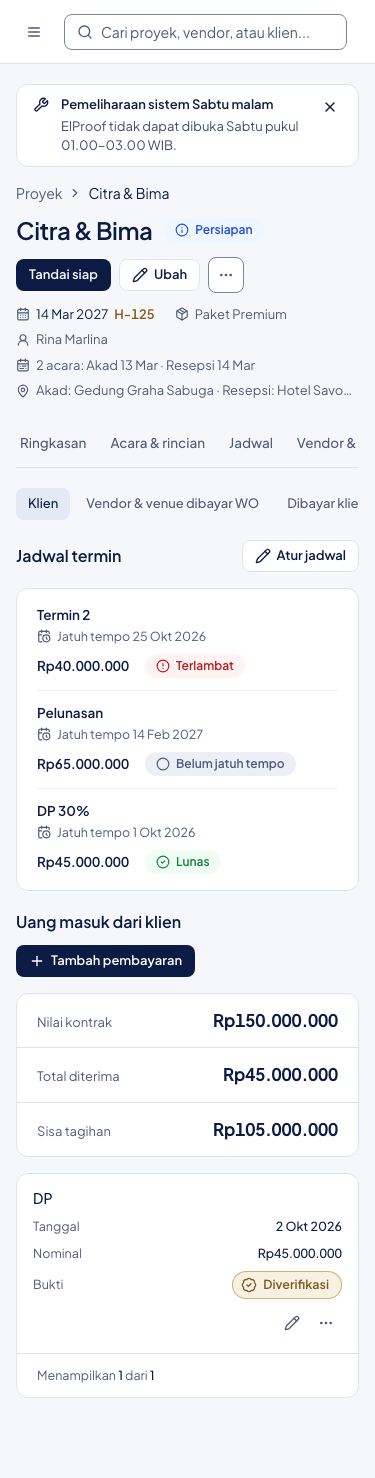 Cari proyek, vendor, atau klien...
Pemeliharaan sistem Sabtu malam
ElProof tidak dapat dibuka Sabtu pukul
01.00–03.00 WIB.
Proyek > Citra & Bima
Citra & Bima Persiapan
Tandai siap Ubah
14 Mar 2027 H-125 Paket Premium
Rina Marlina
2 acara: Akad 13 Mar · Resepsi 14 Mar
Akad: Gedung Graha Sabuga · Resepsi: Hotel Savo...
Ringkasan Acara & rincian Jadwal Vendor &
Klien Vendor & venue dibayar WO Dibayar klie
Jadwal termin Atur jadwal
Termin 2
Jatuh tempo 25 Okt 2026
Rp40.000.000 Terlambat
Pelunasan
Jatuh tempo 14 Feb 2027
Rp65.000.000 Belum jatuh tempo
DP 30%
Jatuh tempo 1 Okt 2026
Rp45.000.000 Lunas
Uang masuk dari klien
Tambah pembayaran
Nilai kontrak Rp150.000.000
Total diterima Rp45.000.000
Sisa tagihan Rp105.000.000
DP
Tanggal 2 Okt 2026
Nominal Rp45.000.000
Bukti Diverifikasi
Menampilkan 1 dari 1